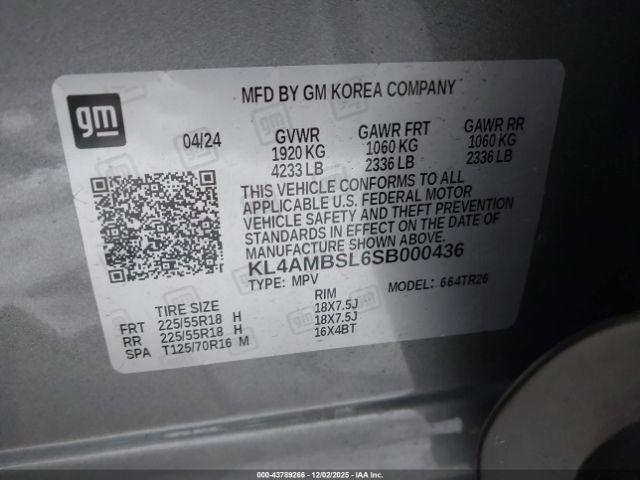 gm
MFD BY GM KOREA COMPANY
04/24 GVWR GAWR FRT GAWR RR
1920 KG 1060 KG 1060 KG
4233 LB 2336 LB 2336 LB
THIS VEHICLE CONFORMS TO ALL
APPLICABLE U.S. FEDERAL MOTOR
VEHICLE SAFETY AND THEFT PREVENTION
STANDARDS IN EFFECT ON THE DATE OF
MANUFACTURE SHOWN ABOVE.
KL4AMBSL6SB000436
TYPE: MPV MODEL: 664TR26
TIRE SIZE RIM
FRT 225/55R18 H 18X7.5J
RR 225/55R18 H 18X7.5J
SPA T125/70R16 M 16X4BT
000-43789266 - 12/02/2025 - IAA Inc.